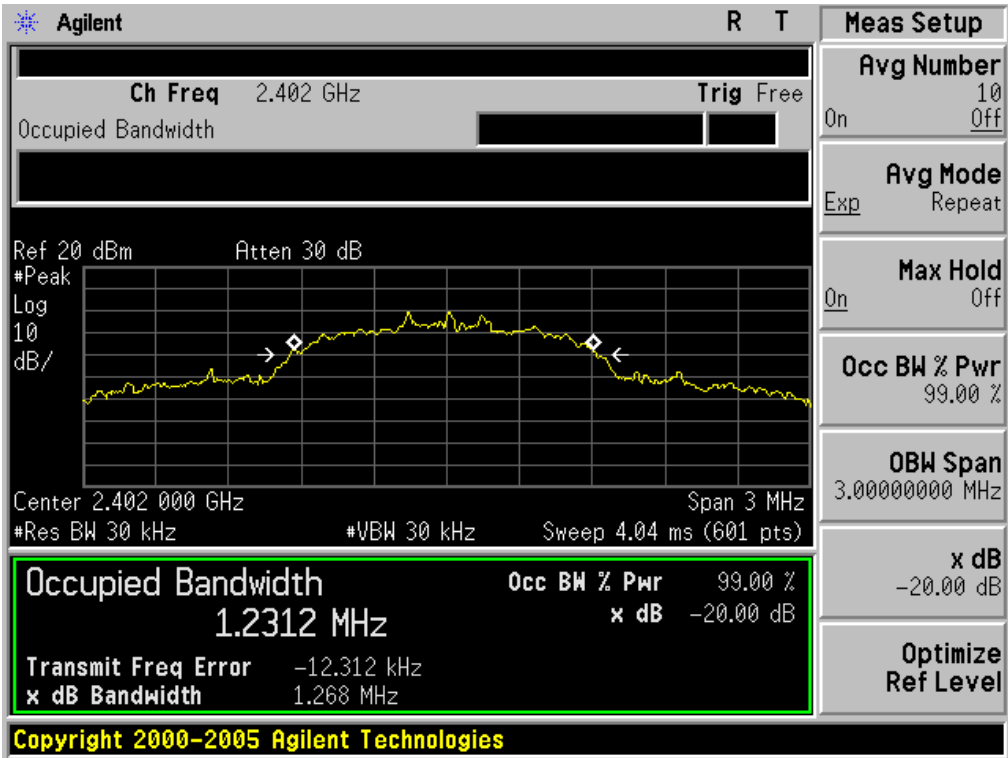 Agilent R T
Ch Freq 2.402 GHz Trig Free
Occupied Bandwidth
Ref 20 dBm Atten 30 dB
#Peak
Log
10
dB/
Center 2.402 000 GHz Span 3 MHz
#Res BW 30 kHz #VBW 30 kHz Sweep 4.04 ms (601 pts)
Occupied Bandwidth Occ BW % Pwr 99.00 %
1.2312 MHz x dB -20.00 dB
Transmit Freq Error -12.312 kHz
x dB Bandwidth 1.268 MHz
Copyright 2000-2005 Agilent Technologies
Meas Setup
Avg Number
10
On Off
Avg Mode
Exp Repeat
Max Hold
On Off
Occ BW % Pwr
99.00 %
OBW Span
3.00000000 MHz
x dB
-20.00 dB
Optimize
Ref Level